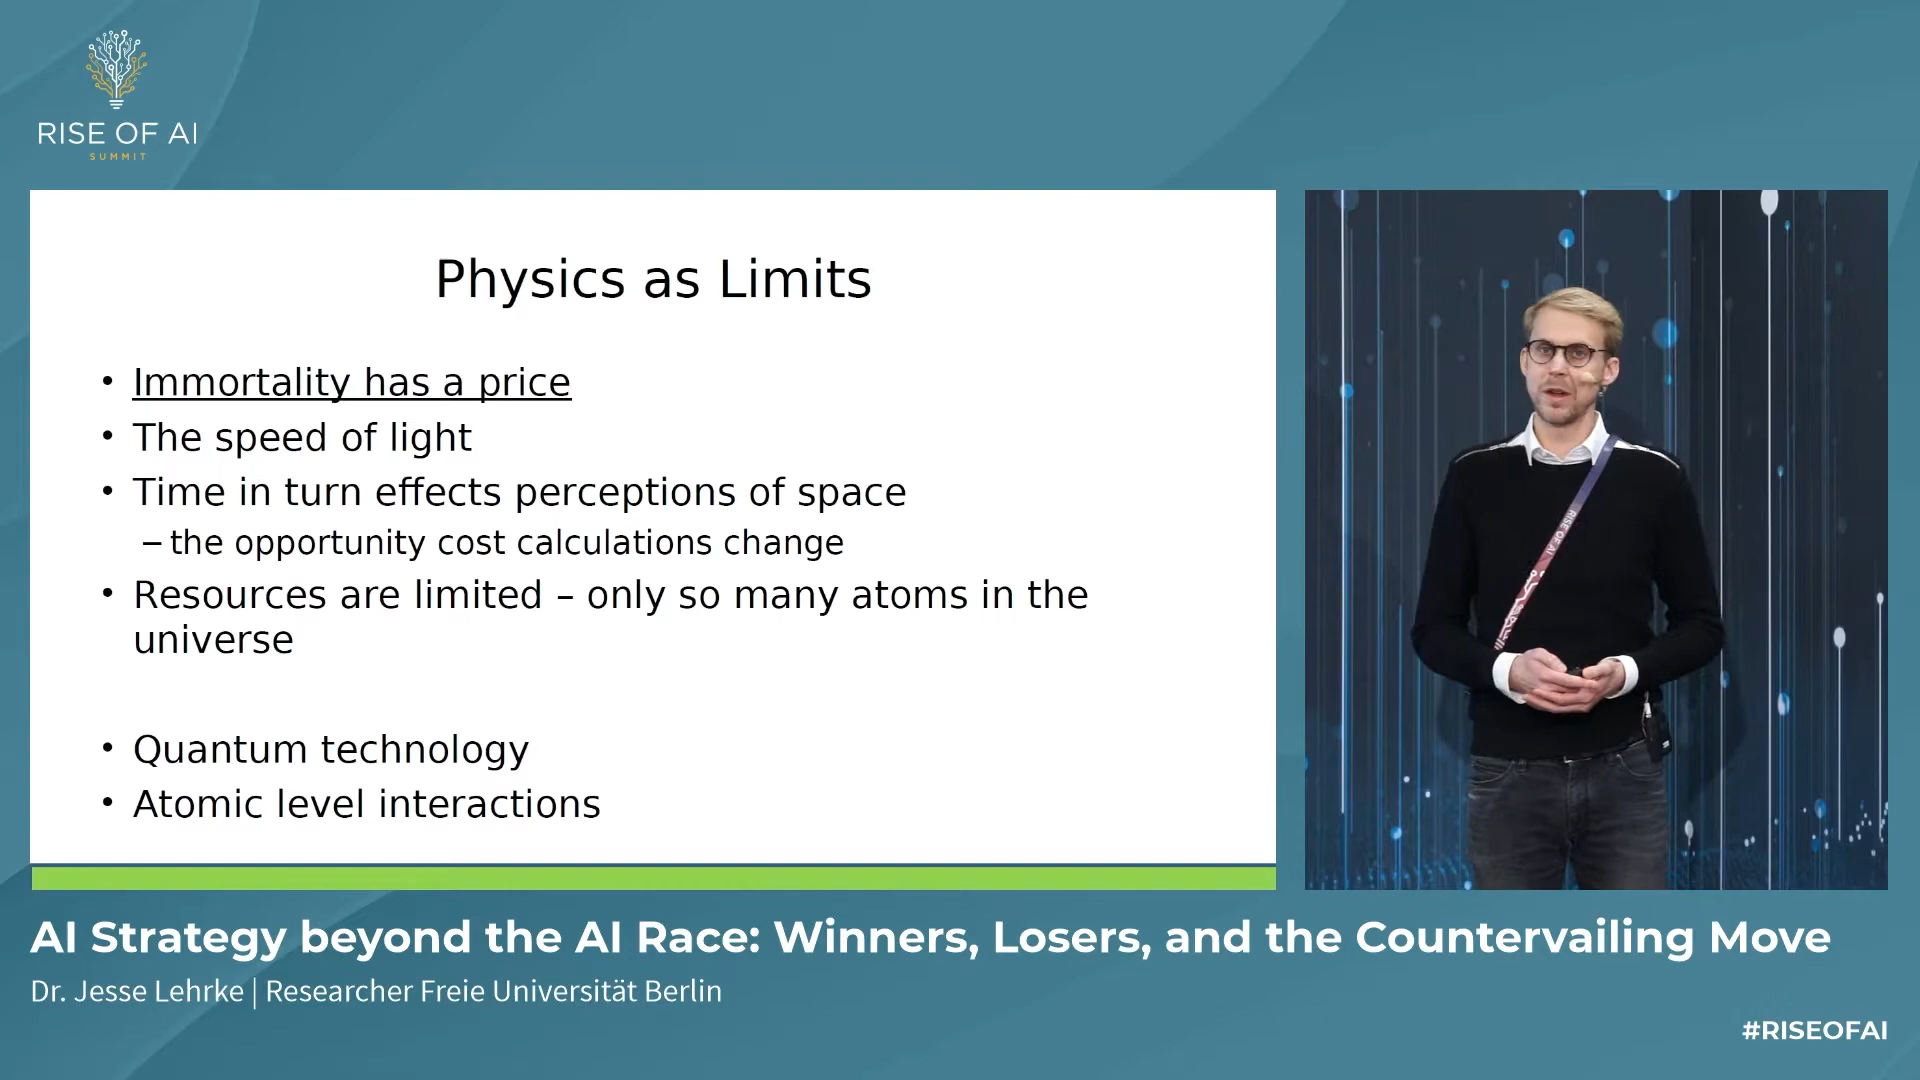 RISE OF AI
SUMMIT
Physics as Limits
• Immortality has a price
• The speed of light
• Time in turn effects perceptions of space
– the opportunity cost calculations change
• Resources are limited – only so many atoms in the
universe
• Quantum technology
• Atomic level interactions
RISE OF AI
AI Strategy beyond the AI Race: Winners, Losers, and the Countervailing Move
Dr. Jesse Lehrke | Researcher Freie Universität Berlin
#RISEOFAI